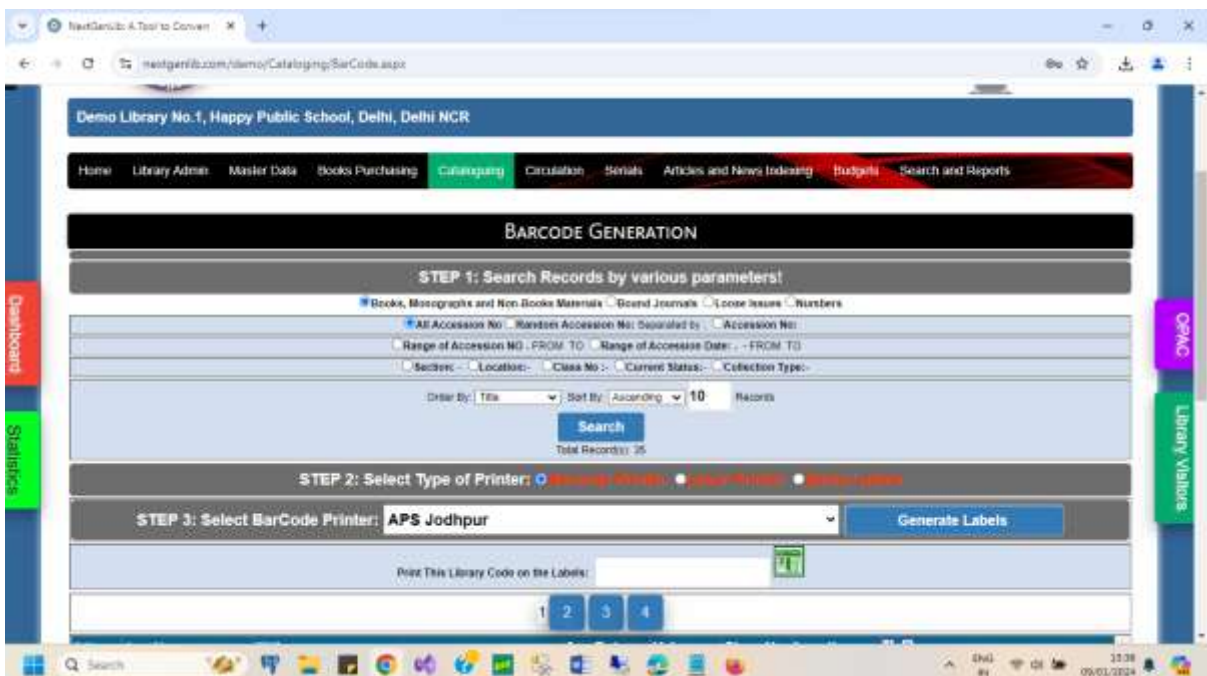 NextGenLib: A Tool to Convert
nextgenlib.com/demo/Cataloging/BarCode.aspx
Demo Library No.1, Happy Public School, Delhi, Delhi NCR
Home Library Admin Master Data Books Purchasing Cataloguing Circulation Serials Articles and News Indexing Budgets Search and Reports
BARCODE GENERATION
STEP 1: Search Records by various parameters!
Books, Monographs and Non-Books Materials Bound Journals Loose Issues Numbers
All Accession No Random Accession No: Separated by , Accession No:
Range of Accession NO - FROM TO Range of Accession Date: - - FROM TO
Section: - Location:- Class No :- Current Status:- Collection Type:-
Order By: Title Sort By: Ascending 10 Records
Search
Total Record(s): 35
STEP 2: Select Type of Printer:
STEP 3: Select BarCode Printer: APS Jodhpur Generate Labels
Print This Library Code on the Labels:
1 2 3 4
Dashboard
Statistics
OPAC
Library Visitors
Search
ENG
IN
09/01/2024